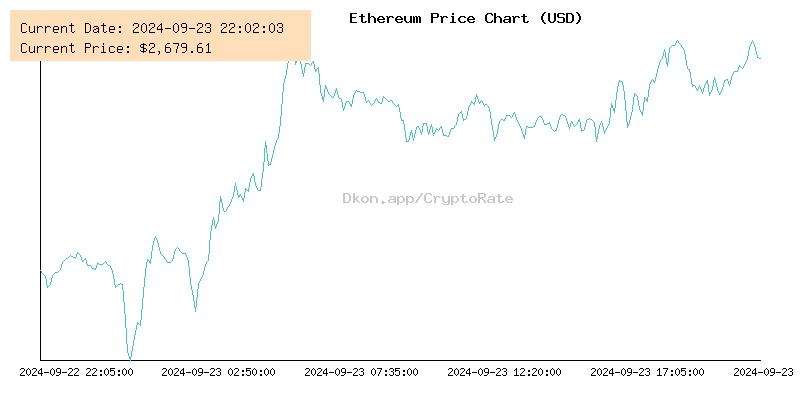 Ethereum Price Chart (USD)
Current Date: 2024-09-23 22:02:03
Current Price: $2,679.61
Dkon.app/CryptoRate
2024-09-22 22:05:00 2024-09-23 02:50:00 2024-09-23 07:35:00 2024-09-23 12:20:00 2024-09-23 17:05:00 2024-09-23